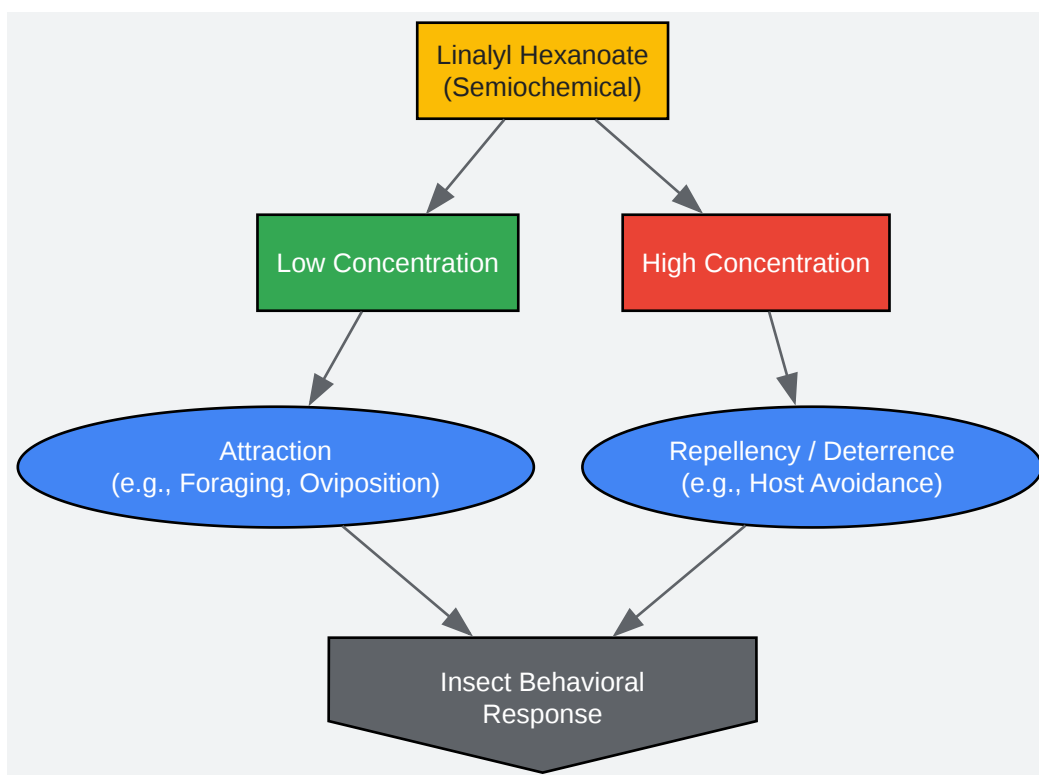 Linalyl Hexanoate
(Semiochemical)
Low Concentration
High Concentration
Attraction
(e.g., Foraging, Oviposition)
Repellency / Deterrence
(e.g., Host Avoidance)
Insect Behavioral
Response